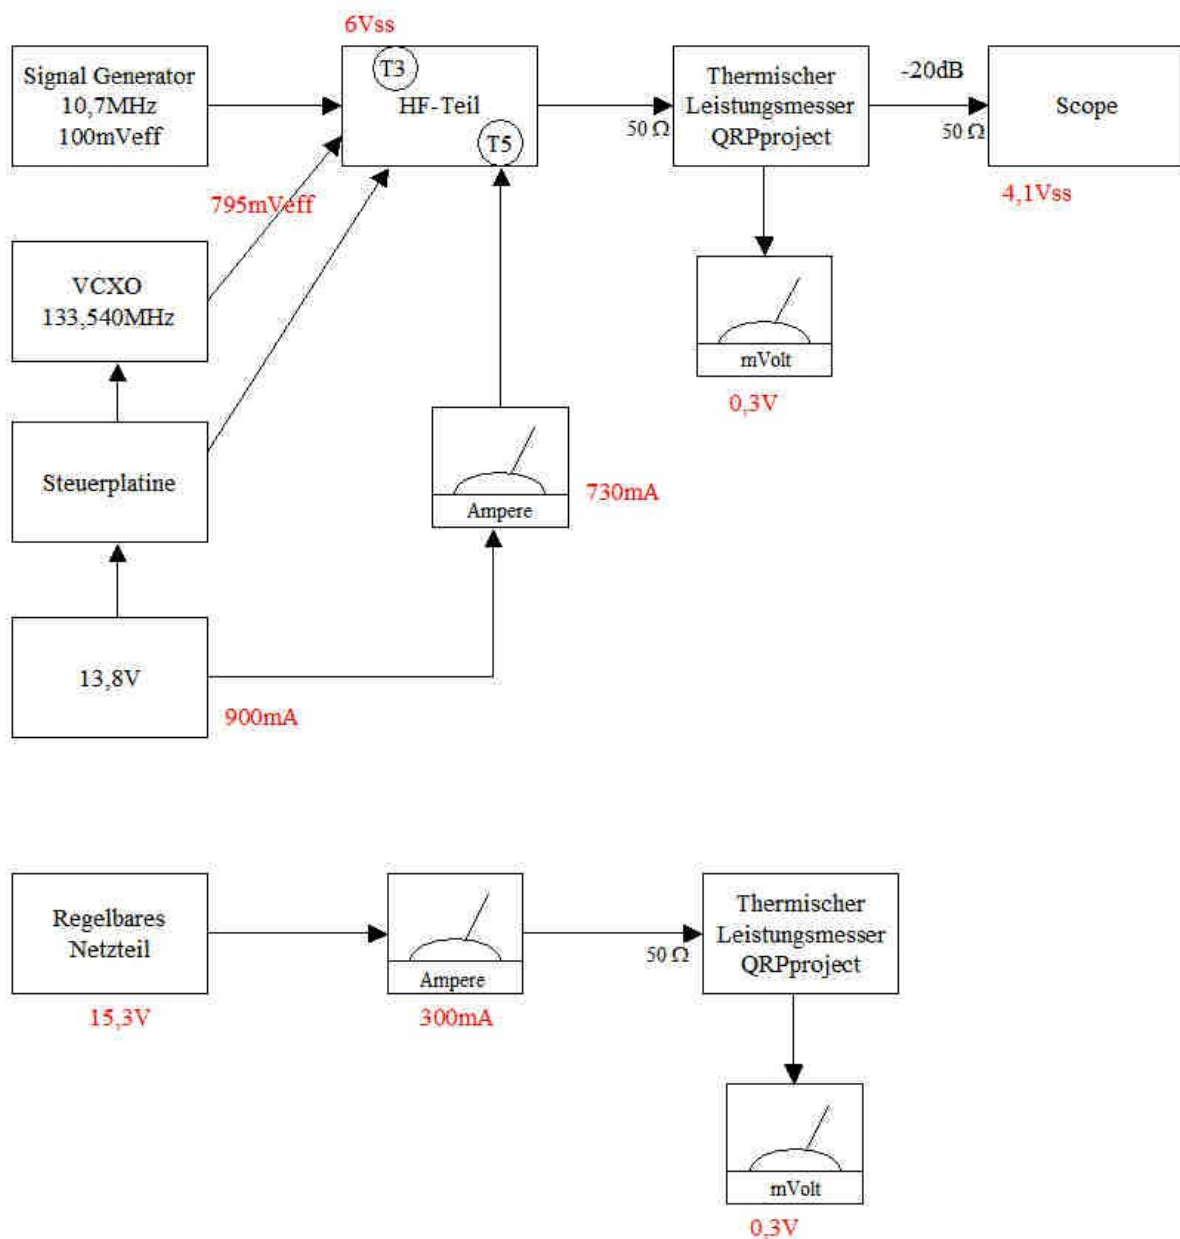 6Vss
Signal Generator
10,7MHz
100mVeff
T3
HF-Teil
T5
50 Ω
Thermischer
Leistungsmesser
QRPproject
-20dB
50 Ω
Scope
4,1Vss
795mVeff
VCXO
133,540MHz
mVolt
0,3V
Steuerplatine
Ampere
730mA
13,8V
900mA
Regelbares
Netzteil
15,3V
Ampere
300mA
50 Ω
Thermischer
Leistungsmesser
QRPproject
mVolt
0,3V